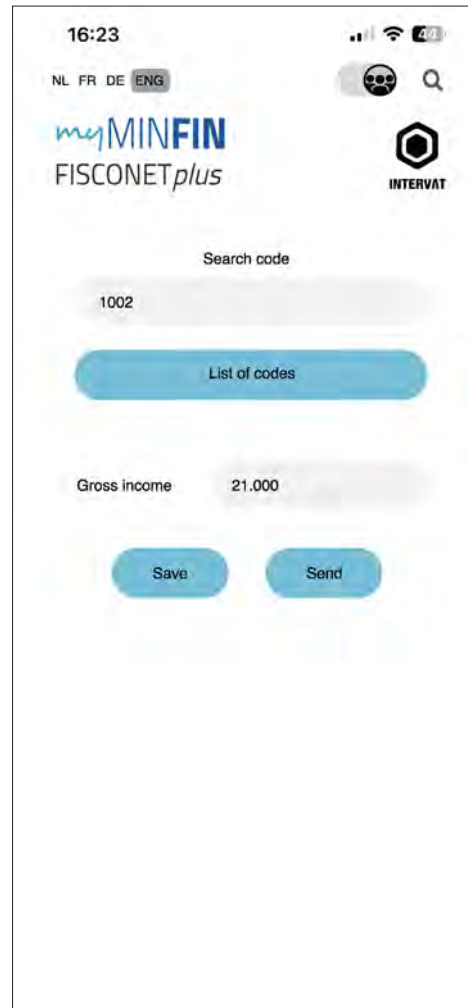 16:23
44
NL FR DE ENG
myMINFIN
FISCONETplus
INTERVAT
Search code
1002
List of codes
Gross income 21.000
Save Send